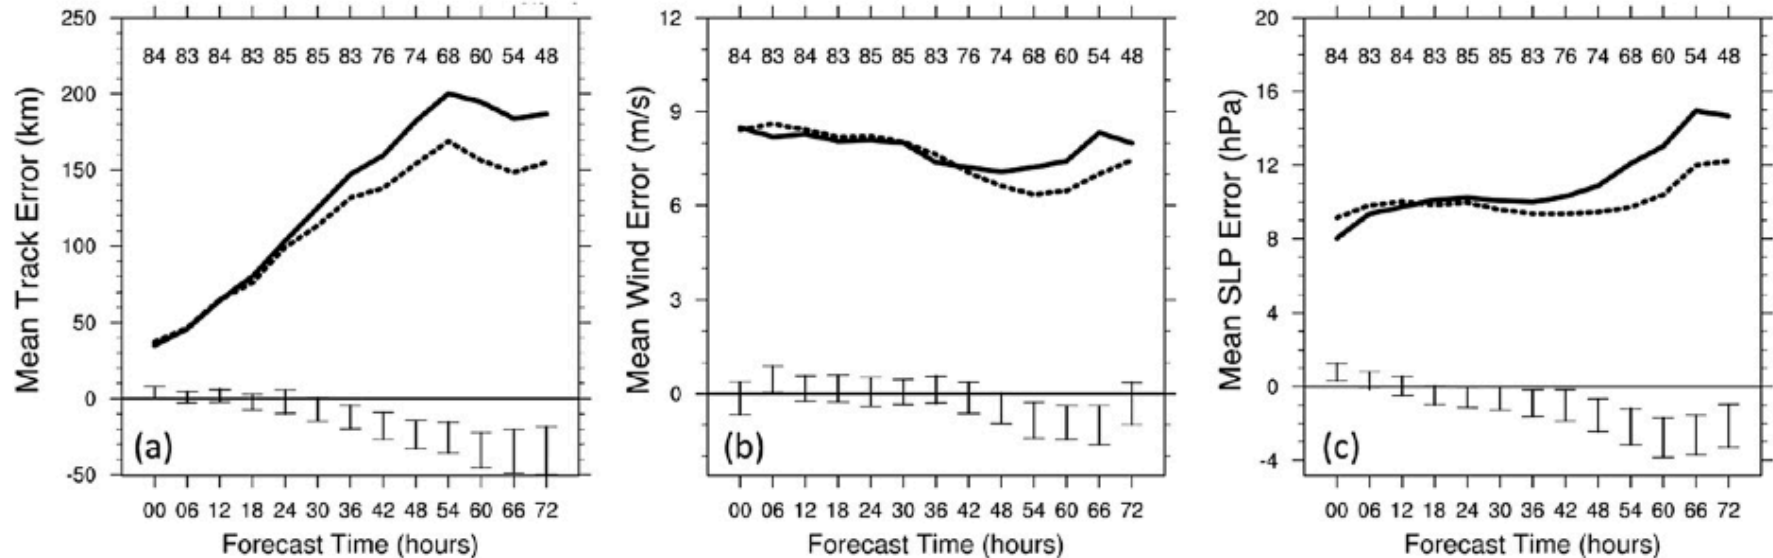 250
200
150
100
50
0
-50
Mean Track Error (km)
84 83 84 83 85 85 83 76 74 68 60 54 48
(a)
00 06 12 18 24 30 36 42 48 54 60 66 72
Forecast Time (hours)
12
9
6
3
0
Mean Wind Error (m/s)
84 83 84 83 85 85 83 76 74 68 60 54 48
(b)
00 06 12 18 24 30 36 42 48 54 60 66 72
Forecast Time (hours)
20
16
12
8
4
0
-4
Mean SLP Error (hPa)
84 83 84 83 85 85 83 76 74 68 60 54 48
(c)
00 06 12 18 24 30 36 42 48 54 60 66 72
Forecast Time (hours)